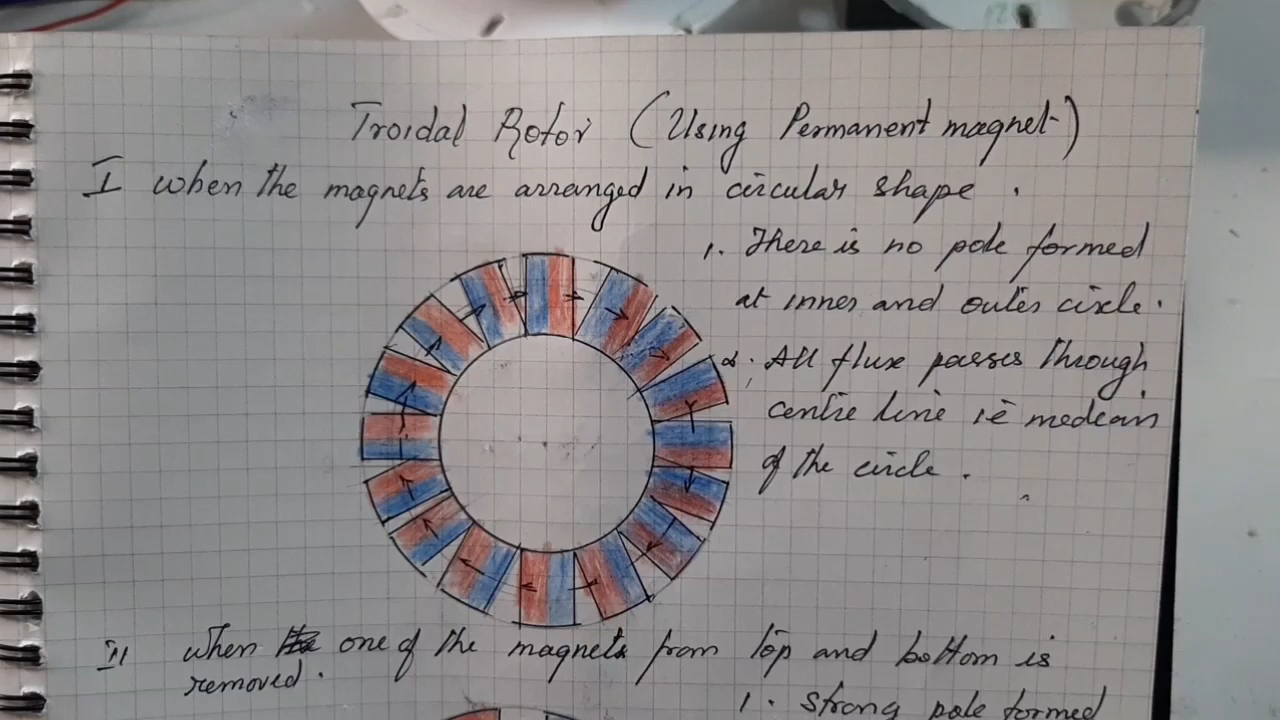 Troidal Rotor (Using Permanent magnet)
I when the magnets are arranged in circular shape .
1. There is no pole formed
at inner and outer circle.
2. All flux passes through
centre line ie medean
of the circle .
II when one of the magnets from top and bottom is
removed.
1. strong pole formed